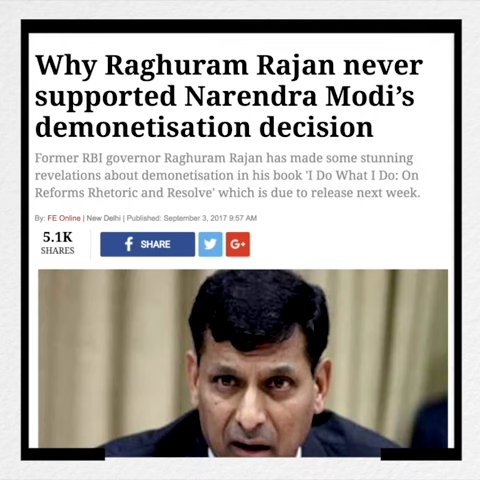 Why Raghuram Rajan never
supported Narendra Modi’s
demonetisation decision
Former RBI governor Raghuram Rajan has made some stunning
revelations about demonetisation in his book 'I Do What I Do: On
Reforms Rhetoric and Resolve' which is due to release next week.
By: FE Online | New Delhi | Published: September 3, 2017 9:57 AM
5.1K
SHARES
f SHARE
G+